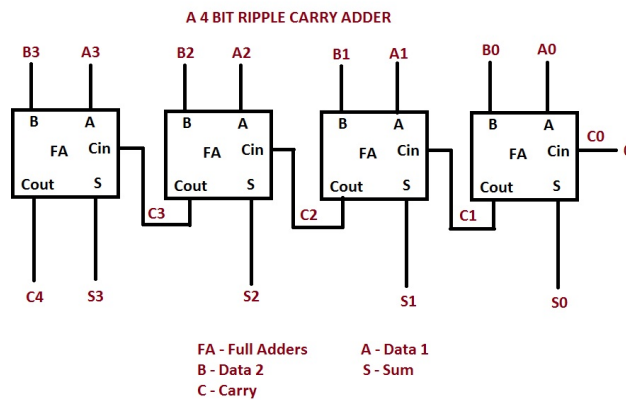 A 4 BIT RIPPLE CARRY ADDER
B3 A3 B2 A2 B1 A1 B0 A0
B A B A B A B A
C0
FA Cin FA Cin FA Cin FA Cin
Cout S Cout S Cout S Cout S
C3 C2 C1
C4 S3 S2 S1 S0
FA - Full Adders A - Data 1
B - Data 2 S - Sum
C - Carry